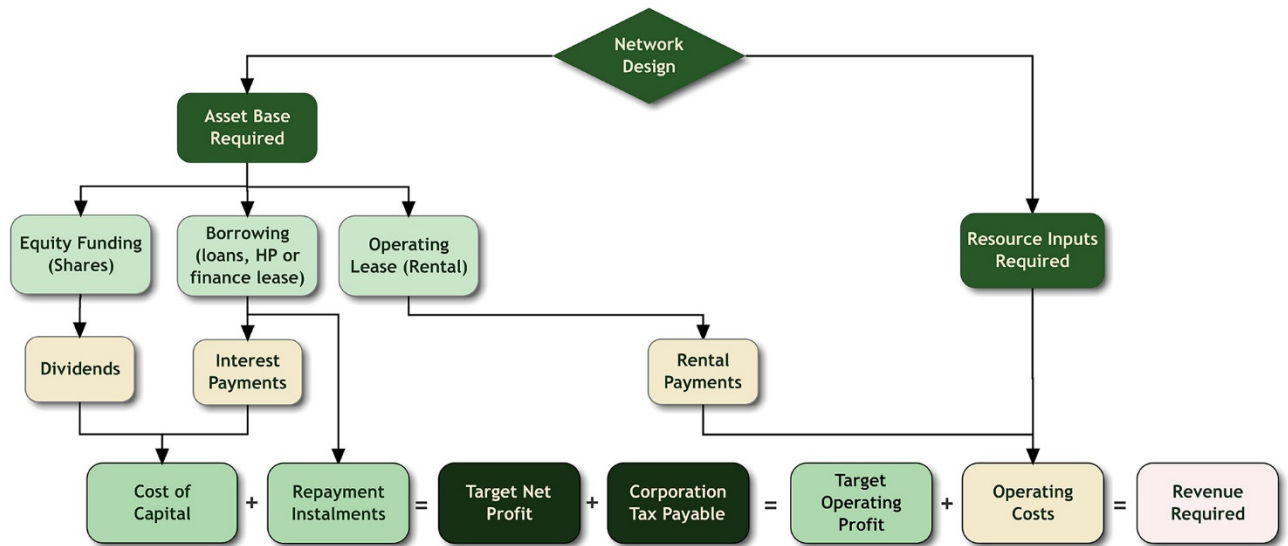 Network
Design
Asset Base
Required
Equity Funding
(Shares)
Borrowing
(loans, HP or
finance lease)
Operating
Lease (Rental)
Resource Inputs
Required
Dividends
Interest
Payments
Rental
Payments
Cost of
Capital
+
Repayment
Instalments
=
Target Net
Profit
+
Corporation
Tax Payable
=
Target
Operating
Profit
+
Operating
Costs
=
Revenue
Required